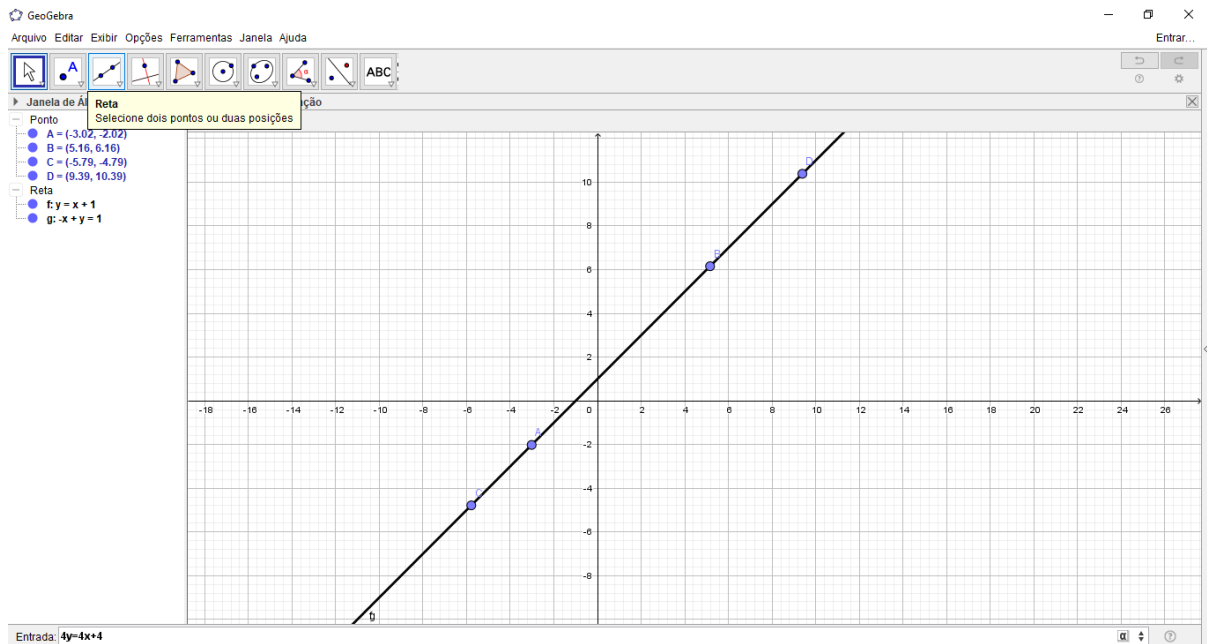 GeoGebra
Arquivo Editar Exibir Opções Ferramentas Janela Ajuda
Entrar...
A
ABC
Janela de Ál
ção
Reta
Selecione dois pontos ou duas posições
Ponto
A = (-3.02, -2.02)
B = (5.16, 6.16)
C = (-5.79, -4.79)
D = (9.39, 10.39)
Reta
f: y = x + 1
g: -x + y = 1
D
10
8
B
6
4
2
-18 -16 -14 -12 -10 -8 -6 -4 -2 0 2 4 6 8 10 12 14 16 18 20 22 24 26
A
-2
C
-4
-6
-8
g
Entrada: 4y=4x+4
α